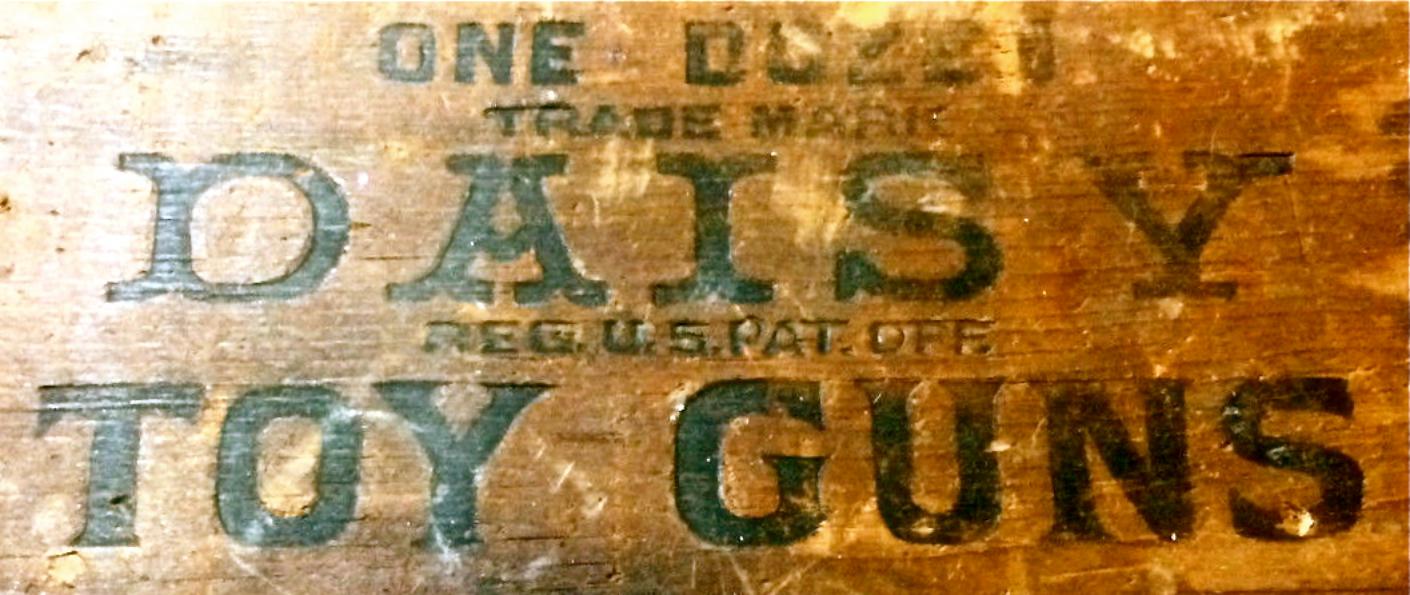 ONE DOZEN
TRADE MARK
DAISY
REG. U.S. PAT. OFF.
TOY GUNS